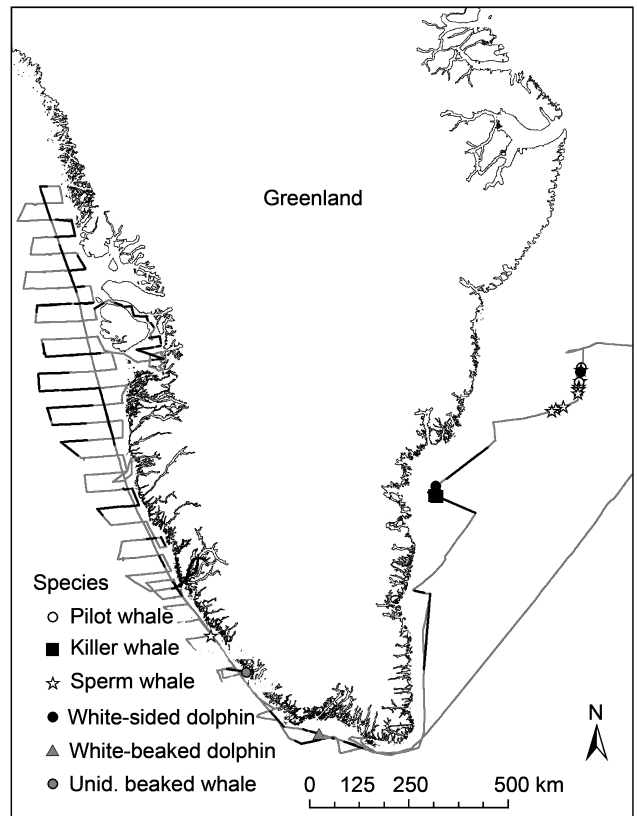 Greenland
Species
Pilot whale
Killer whale
Sperm whale
White-sided dolphin
White-beaked dolphin
Unid. beaked whale
N
0 125 250 500 km